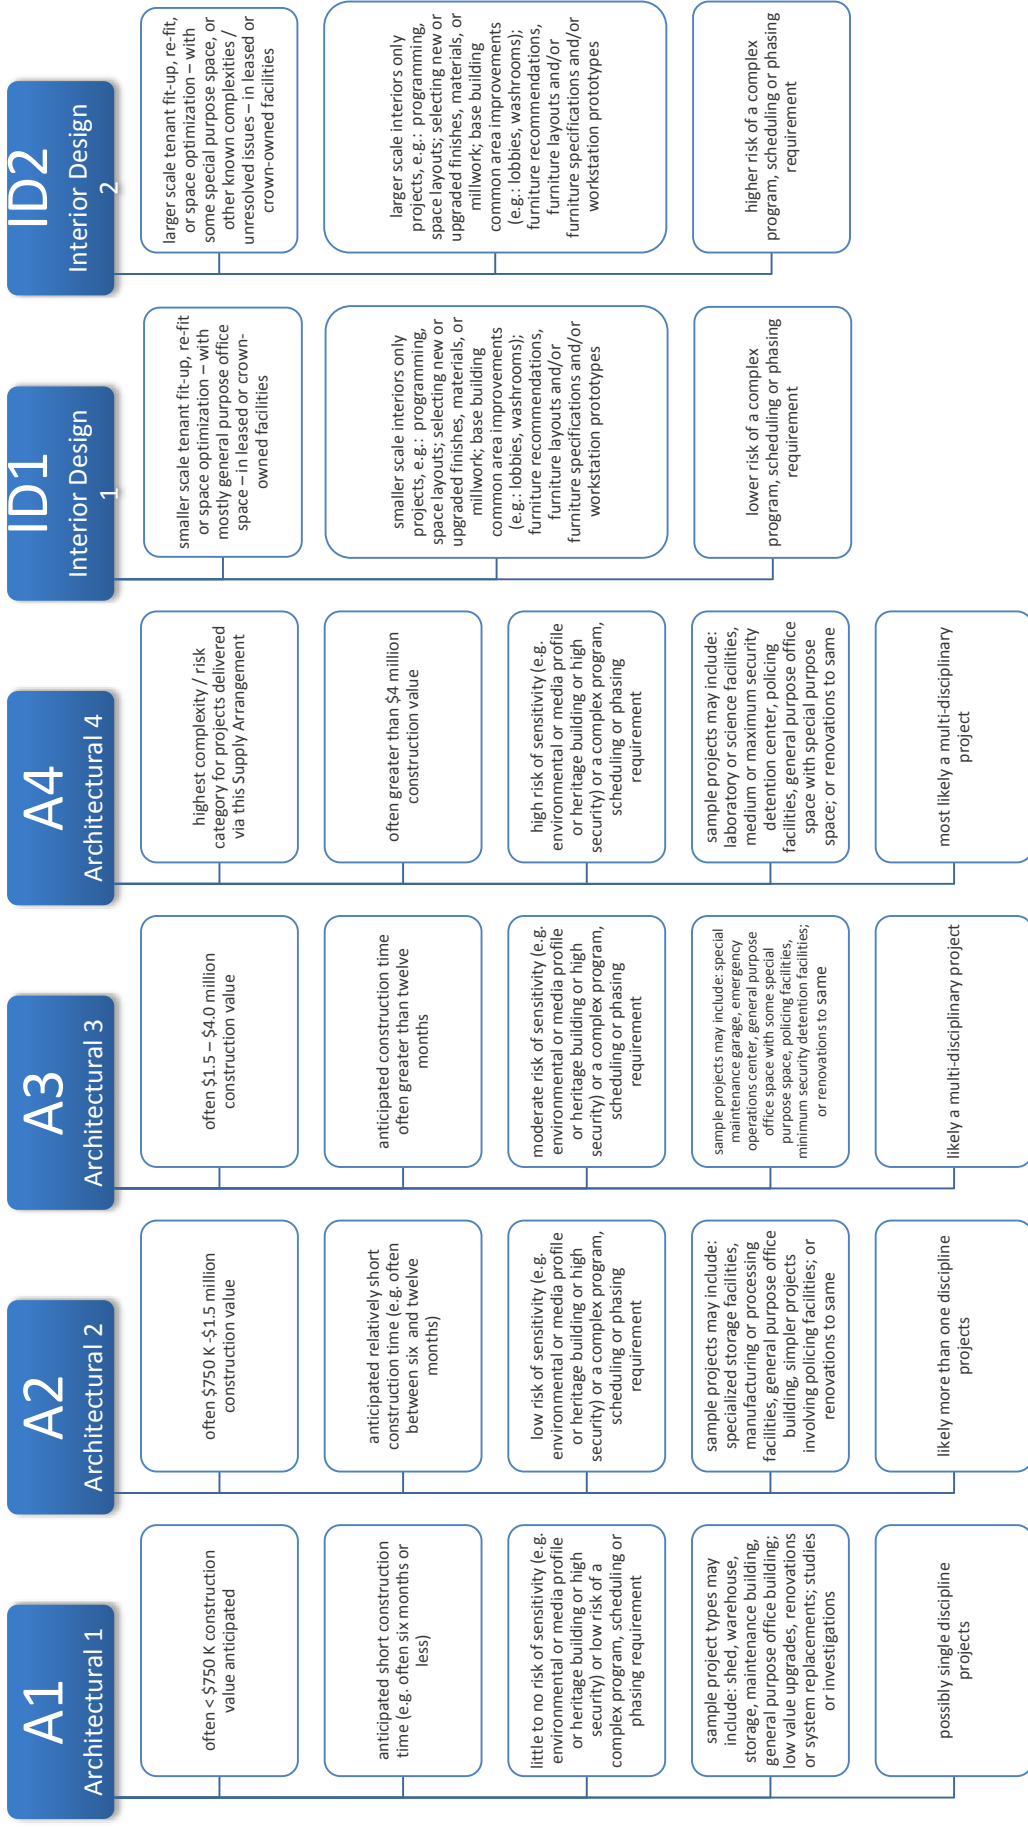 A1
Architectural 1
often < $750 K construction
value anticipated
anticipated short construction
time (e.g. often six months or
less)
little to no risk of sensitivity (e.g.
environmental or media profile
or heritage building or high
security) or low risk of a
complex program, scheduling or
phasing requirement
sample project types may
include: shed, warehouse,
storage, maintenance building,
general purpose office building;
low value upgrades, renovations
or system replacements; studies
or investigations
possibly single discipline
projects
A2
Architectural 2
often $750 K -$1.5 million
construction value
anticipated relatively short
construction time (e.g. often
between six and twelve
months)
low risk of sensitivity (e.g.
environmental or media profile
or heritage building or high
security) or a complex program,
scheduling or phasing
requirement
sample projects may include:
specialized storage facilities,
manufacturing or processing
facilities, general purpose office
building, simpler projects
involving policing facilities; or
renovations to same
likely more than one discipline
projects
A3
Architectural 3
often $1.5 – $4.0 million
construction value
anticipated construction time
often greater than twelve
months
moderate risk of sensitivity (e.g.
environmental or media profile
or heritage building or high
security) or a complex program,
scheduling or phasing
requirement
sample projects may include: special
maintenance garage, emergency
operations center, general purpose
office space with some special
purpose space, policing facilities,
minimum security detention facilities;
or renovations to same
likely a multi-disciplinary project
A4
Architectural 4
highest complexity / risk
category for projects delivered
via this Supply Arrangement
often greater than $4 million
construction value
high risk of sensitivity (e.g.
environmental or media profile
or heritage building or high
security) or a complex program,
scheduling or phasing
requirement
sample projects may include:
laboratory or science facilities,
medium or maximum security
detention center, policing
facilities, general purpose office
space with special purpose
space; or renovations to same
most likely a multi-disciplinary
project
ID1
Interior Design
1
smaller scale tenant fit-up, re-fit
or space optimization – with
mostly general purpose office
space – in leased or crown-
owned facilities
smaller scale interiors only
projects, e.g.: programming,
space layouts; selecting new or
upgraded finishes, materials, or
millwork; base building
common area improvements
(e.g.: lobbies, washrooms);
furniture recommendations,
furniture layouts and/or
furniture specifications and/or
workstation prototypes
lower risk of a complex
program, scheduling or phasing
requirement
ID2
Interior Design
2
larger scale tenant fit-up, re-fit,
or space optimization – with
some special purpose space, or
other known complexities /
unresolved issues – in leased or
crown-owned facilities
larger scale interiors only
projects, e.g.: programming,
space layouts; selecting new or
upgraded finishes, materials, or
millwork; base building
common area improvements
(e.g.: lobbies, washrooms);
furniture recommendations,
furniture layouts and/or
furniture specifications and/or
workstation prototypes
higher risk of a complex
program, scheduling or phasing
requirement